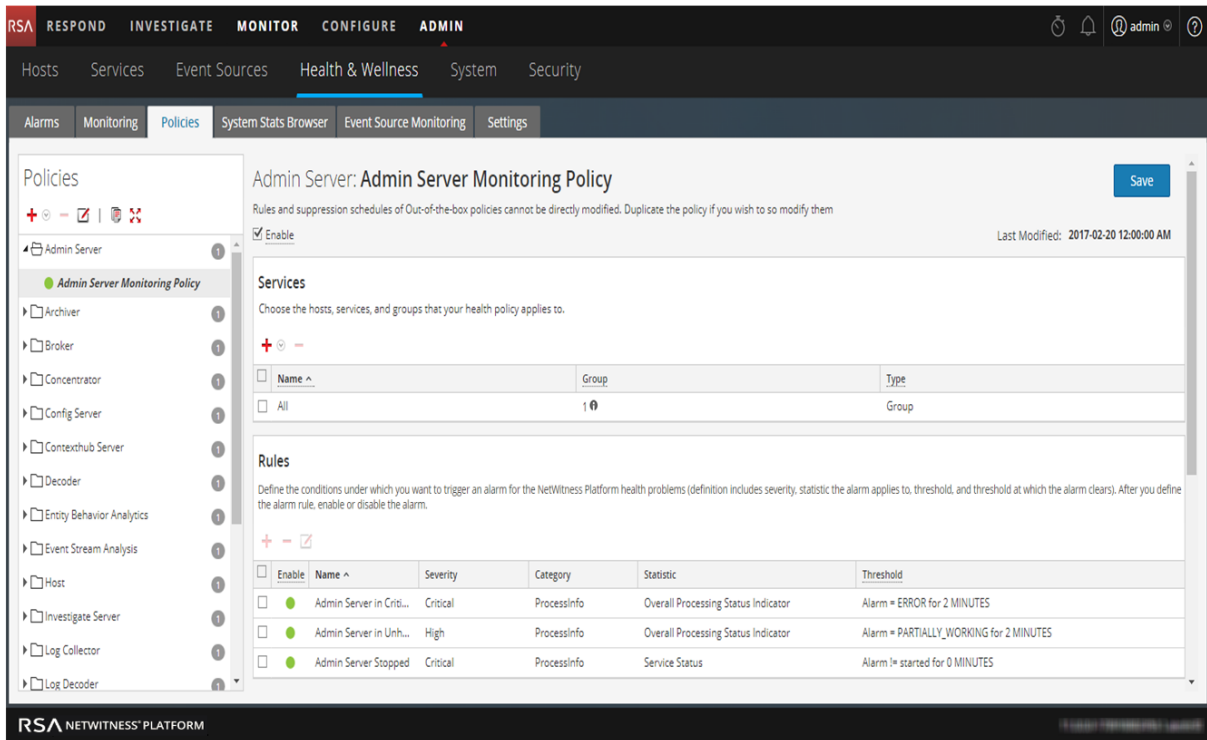 RSA RESPOND INVESTIGATE MONITOR CONFIGURE ADMIN admin
Hosts Services Event Sources Health & Wellness System Security
Alarms Monitoring Policies System Stats Browser Event Source Monitoring Settings
Policies
Admin Server 1
Admin Server Monitoring Policy
Archiver 1
Broker 1
Concentrator 1
Config Server 1
Contexthub Server 1
Decoder 1
Entity Behavior Analytics 1
Event Stream Analysis 1
Host 1
Investigate Server 1
Log Collector 1
Log Decoder
Admin Server: Admin Server Monitoring Policy
Save
Rules and suppression schedules of Out-of-the-box policies cannot be directly modified. Duplicate the policy if you wish to so modify them
Enable
Last Modified: 2017-02-20 12:00:00 AM
Services
Choose the hosts, services, and groups that your health policy applies to.
Name Group Type
All 1 Group
Rules
Define the conditions under which you want to trigger an alarm for the NetWitness Platform health problems (definition includes severity, statistic the alarm applies to, threshold, and threshold at which the alarm clears). After you define
the alarm rule, enable or disable the alarm.
Enable Name Severity Category Statistic Threshold
Admin Server in Criti... Critical ProcessInfo Overall Processing Status Indicator Alarm = ERROR for 2 MINUTES
Admin Server in Unh... High ProcessInfo Overall Processing Status Indicator Alarm = PARTIALLY_WORKING for 2 MINUTES
Admin Server Stopped Critical ProcessInfo Service Status Alarm != started for 0 MINUTES
RSA NETWITNESS® PLATFORM